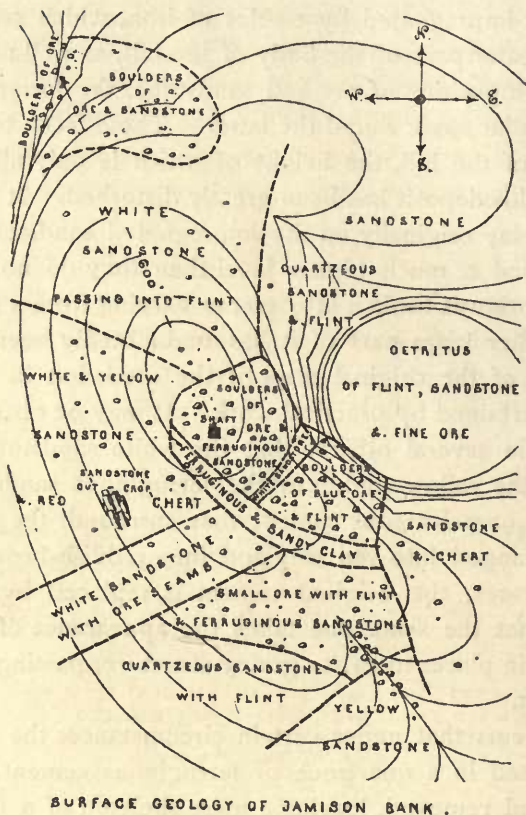 BOULDERS OF ORE
BOULDERS
OF
ORE & SANDSTONE
WHITE
SANDSTONE
PASSING INTO FLINT
SANDSTONE
QUARTZEOUS
SANDSTONE
& FLINT
DETRITUS
OF FLINT, SANDSTONE
& FINE ORE
WHITE & YELLOW
SANDSTONE
& RED
CHERT
SANDSTONE
OUT CROP
BOULDERS
OF
ORE
SHAFT
FERRUGINOUS
SANDSTONE
FERRUGINOUS & SANDY CLAY
BOULDERS
OF BLUE ORE
FLINT
SANDSTONE
& CHERT
WHITE SANDSTONE
WITH ORE SEAMS
SMALL ORE WITH FLINT
& FERRUGINOUS SANDSTONE
QUARTZEOUS SANDSTONE
WITH FLINT
YELLOW
SANDSTONE
SURFACE GEOLOGY OF JAMISON BANK.